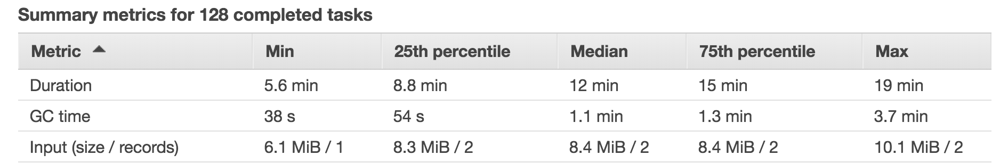 Summary metrics for 128 completed tasks
Metric Min 25th percentile Median 75th percentile Max
Duration 5.6 min 8.8 min 12 min 15 min 19 min
GC time 38 s 54 s 1.1 min 1.3 min 3.7 min
Input (size / records) 6.1 MiB / 1 8.3 MiB / 2 8.4 MiB / 2 8.4 MiB / 2 10.1 MiB / 2